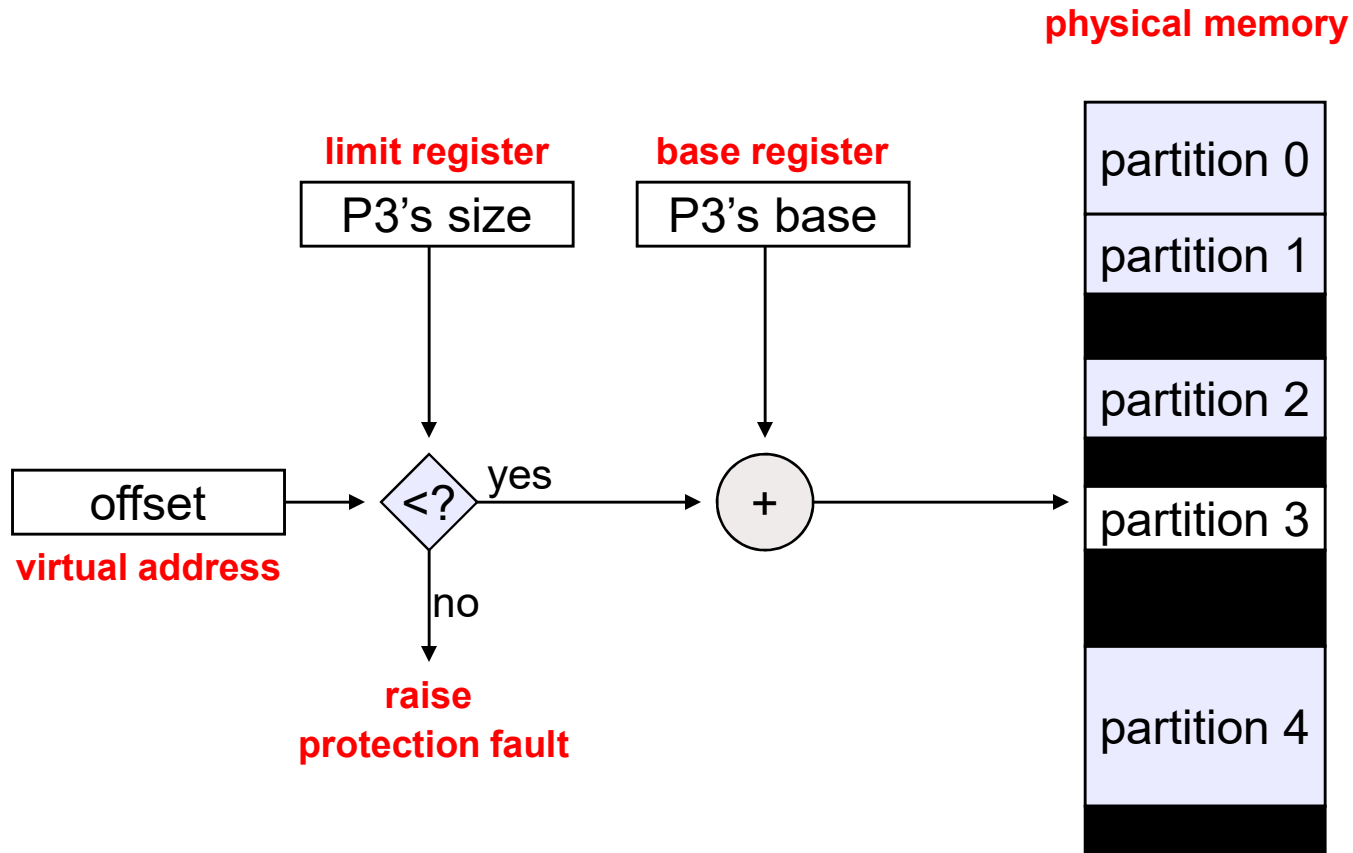 physical memory
limit register
base register
P3’s size
P3’s base
partition 0
partition 1
partition 2
offset
<?
yes
+
partition 3
virtual address
no
raise
protection fault
partition 4